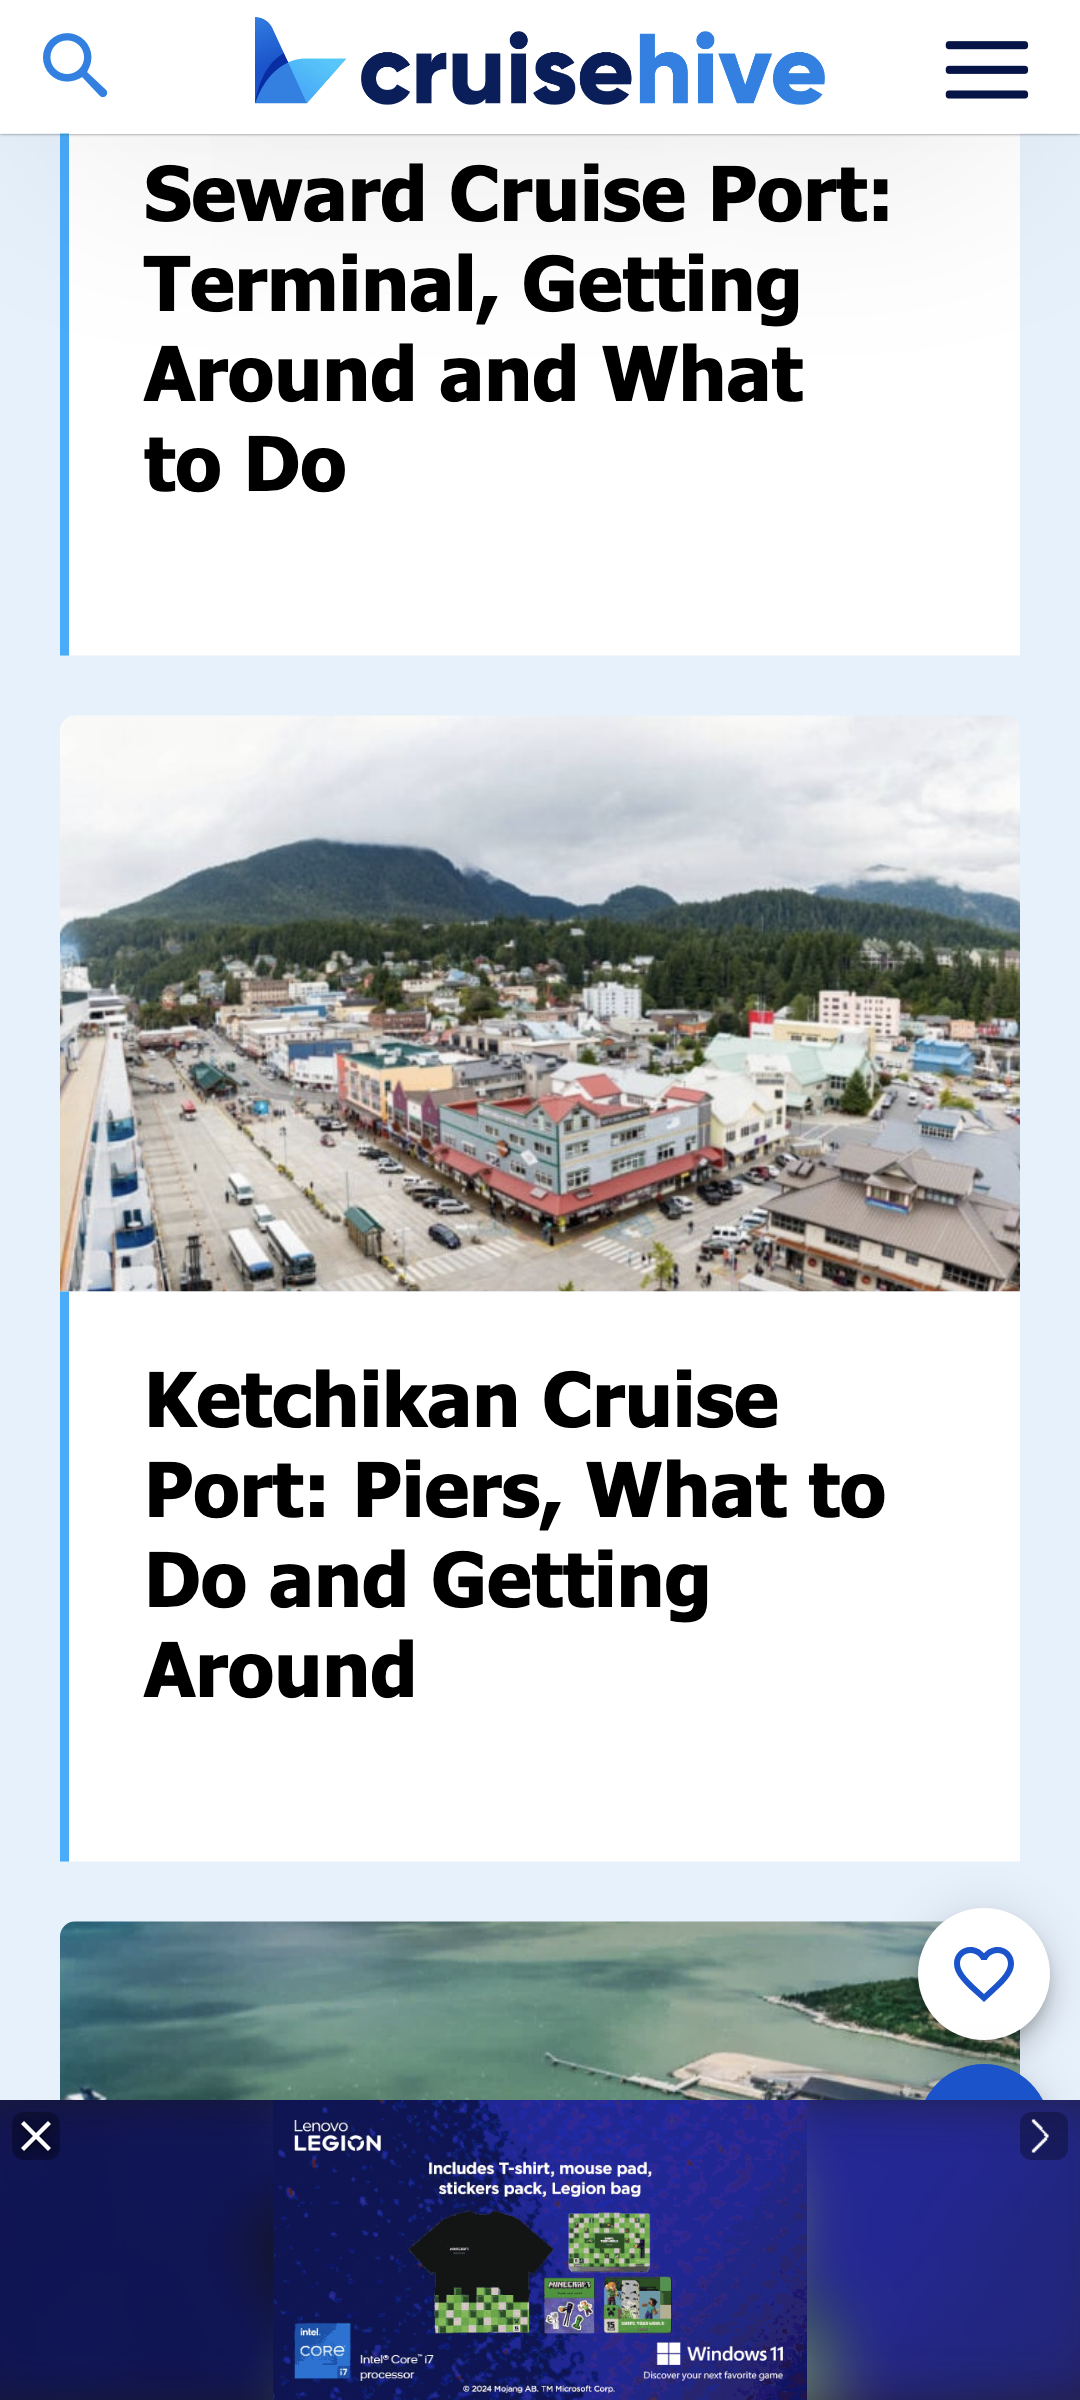 cruisehive
Seward Cruise Port:
Terminal, Getting
Around and What
to Do
Ketchikan Cruise
Port: Piers, What to
Do and Getting
Around
Lenovo
LEGION
Includes T-shirt, mouse pad,
stickers pack, Legion bag
MINECRAFT
intel.
CORE
i7
Intel® Core™ i7
processor
Windows 11
Discover your next favorite game
© 2024 Mojang AB. TM Microsoft Corp.